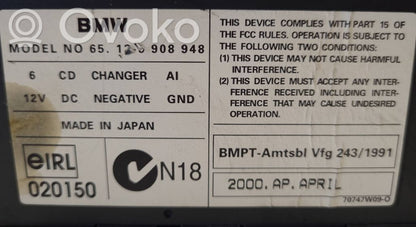 BMW
MODEL NO 65. 12-8 908 948
6 CD CHANGER AI
12V DC NEGATIVE GND
MADE IN JAPAN
eIRL
020150
N18
THIS DEVICE COMPLIES WITH PART 15 OF
THE FCC RULES. OPERATION IS SUBJECT.
TO THE FOLLOWING TWO CONDITIONS:
(1) THIS DEVICE MAY NOT CAUSE HARMFUL
INTERFERENCE.
(2) THIS DEVICE MUST ACCEPT ANY INTER-
FERENCE RECEIVED INCLUDING INTER-
FERENCE THAT MAY CAUSE UNDESIRED
OPERATION.
BMPT-Amtsbl Vfg 243/1991
2000. AP. APRIL
70747W09-O
Ovoko